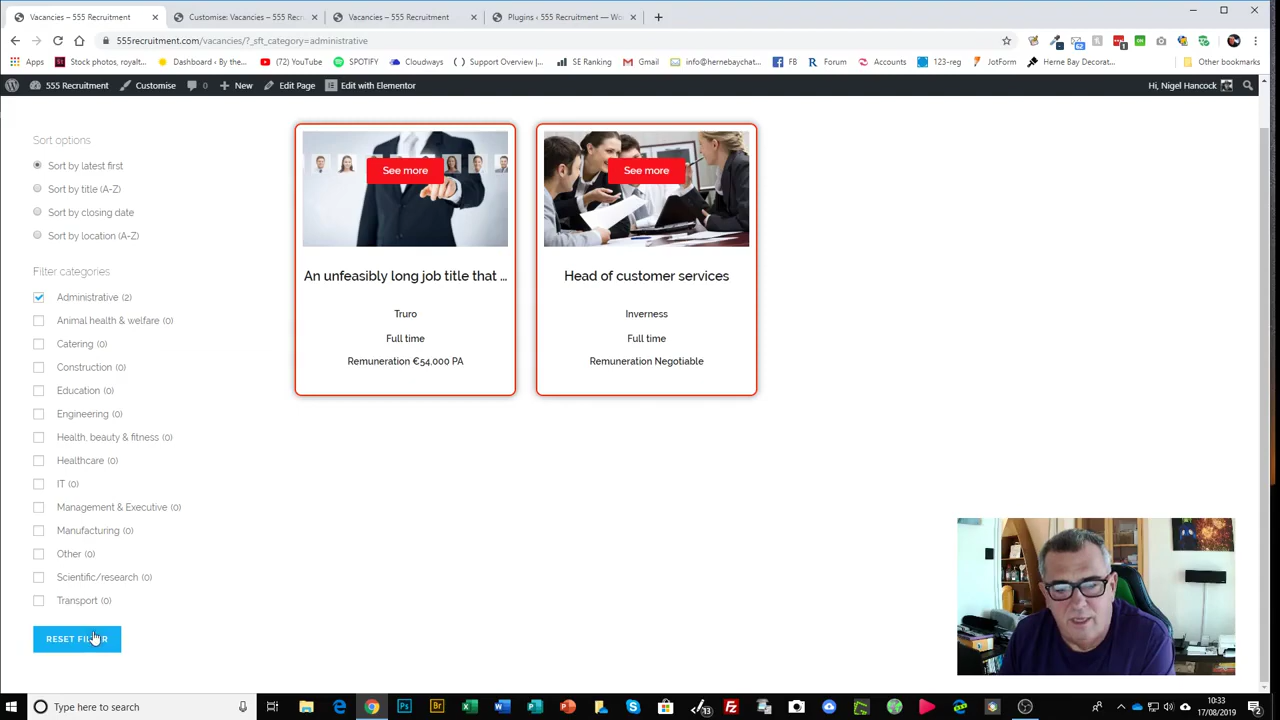 Vacancies – 555 Recruitment
Customise: Vacancies – 555 Recr
Vacancies – 555 Recruitment
Plugins ‹ 555 Recruitment — Wo
555recruitment.com/vacancies/?_sft_category=administrative
62
1
Apps
Stock photos, royalt...
Dashboard ‹ By the...
(72) YouTube
SPOTIFY
Cloudways
Support Overview |...
SE Ranking
Gmail
info@hernebaychat...
FB
Forum
Accounts
123-reg
JotForm
Herne Bay Decorat...
Other bookmarks
555 Recruitment
Customise
0
New
Edit Page
Edit with Elementor
Hi, Nigel Hancock
Sort options
Sort by latest first
Sort by title (A-Z)
Sort by closing date
Sort by location (A-Z)
Filter categories
Administrative (2)
Animal health & welfare (0)
Catering (0)
Construction (0)
Education (0)
Engineering (0)
Health, beauty & fitness (0)
Healthcare (0)
IT (0)
Management & Executive (0)
Manufacturing (0)
Other (0)
Scientific/research (0)
Transport (0)
RESET
See more
An unfeasibly long job title that ...
Truro
Full time
Remuneration €54,000 PA
See more
Head of customer services
Inverness
Full time
Remuneration Negotiable
Type here to search
13
10:33
17/08/2019
2